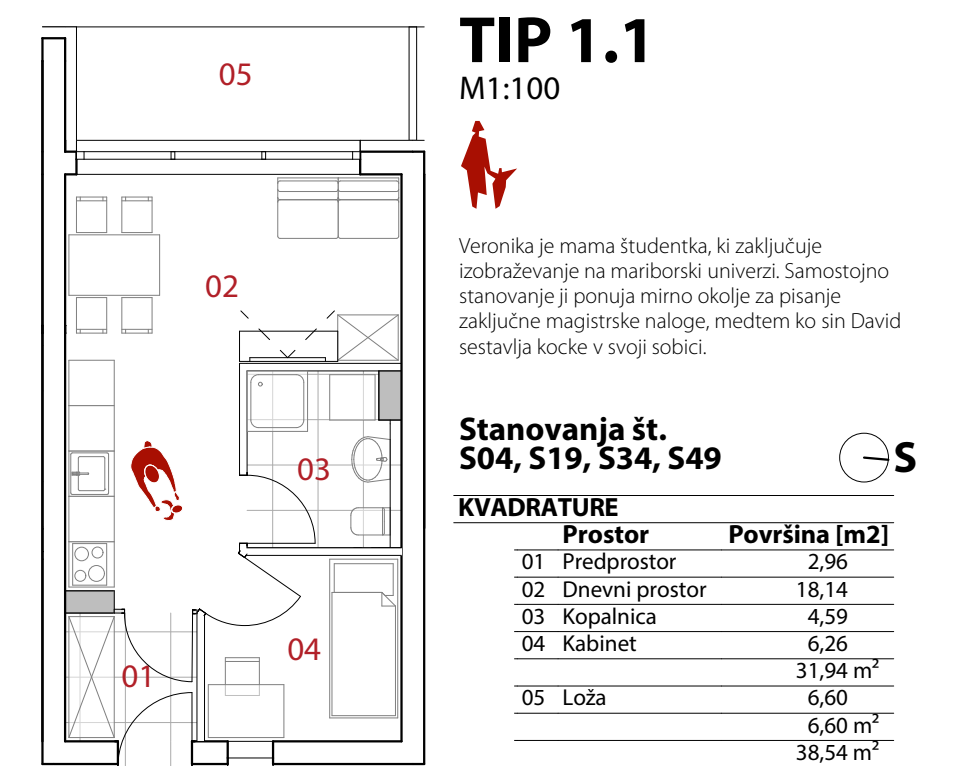 TIP 1.1
M1:100
Veronika je mama študentka, ki zaključuje
izobraževanje na mariborski univerzi. Samostojno
stanovanje ji ponuja mirno okolje za pisanje
zaključne magistrske naloge, medtem ko sin David
sestavlja kocke v svoji sobici.
Stanovanja št.
S04, S19, S34, S49
S
KVADRATURE
Prostor Površina [m2]
01 Predprostor 2,96
02 Dnevni prostor 18,14
03 Kopalnica 4,59
04 Kabinet 6,26
31,94 m²
05 Loža 6,60
6,60 m²
38,54 m²
05
02
03
04
01